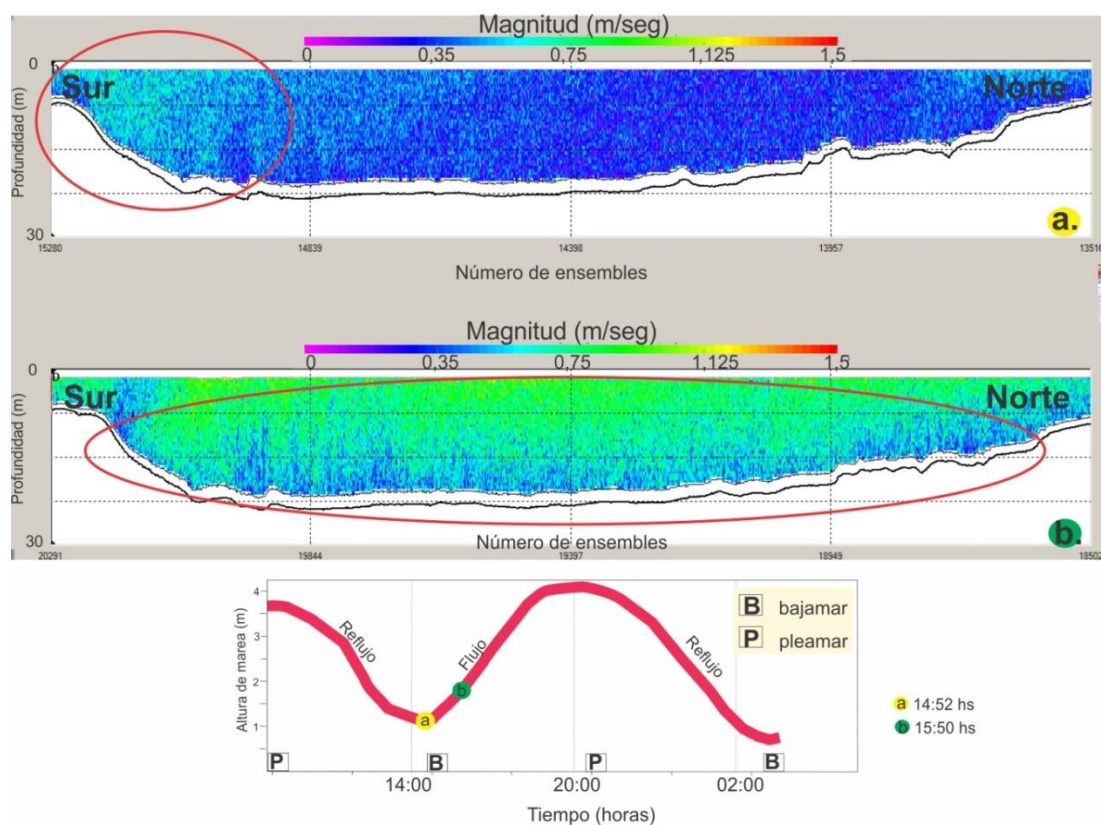 Magnitud (m/seg)
0 0,35 0,75 1,125 1,5
0
Sur Norte
Profundidad (m)
30
a.
15280 14839 14398 13957 13516
Número de ensembles
Magnitud (m/seg)
0 0,35 0,75 1,125 1,5
0
Sur Norte
Profundidad (m)
30
b.
Número de ensembles
20291 19844 19397 18949 18502
Altura de marea (m)
4
3
2
1
Reflujo
Flujo
Reflujo
a
b
B bajamar
P pleamar
a 14:52 hs
b 15:50 hs
P B P B
14:00 20:00 02:00
Tiempo (horas)